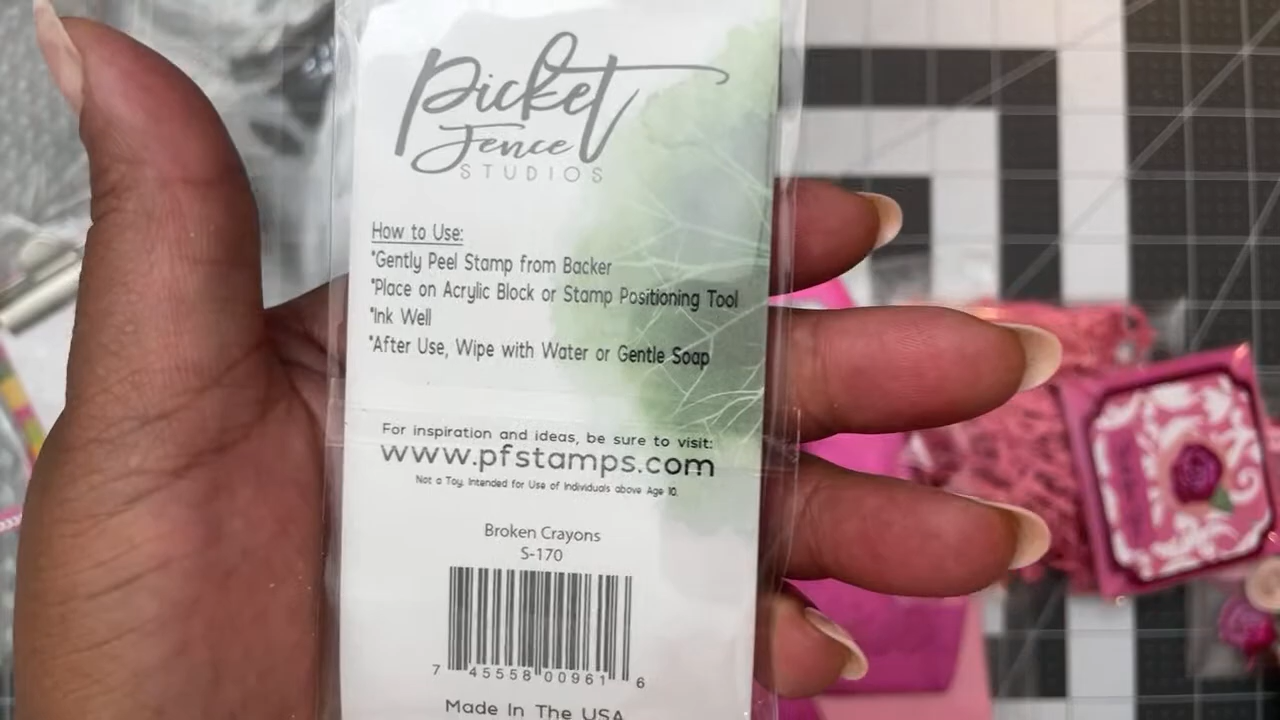 Picket
Fence
STUDIOS
How to Use:
*Gently Peel Stamp from Backer
*Place on Acrylic Block or Stamp Positioning Tool
*Ink Well
*After Use, Wipe with Water or Gentle Soap
For inspiration and ideas, be sure to visit:
www.pfstamps.com
Not a Toy. Intended for Use of Individuals above Age 10.
Broken Crayons
S-170
7 45558 00961 6
Made In The USA